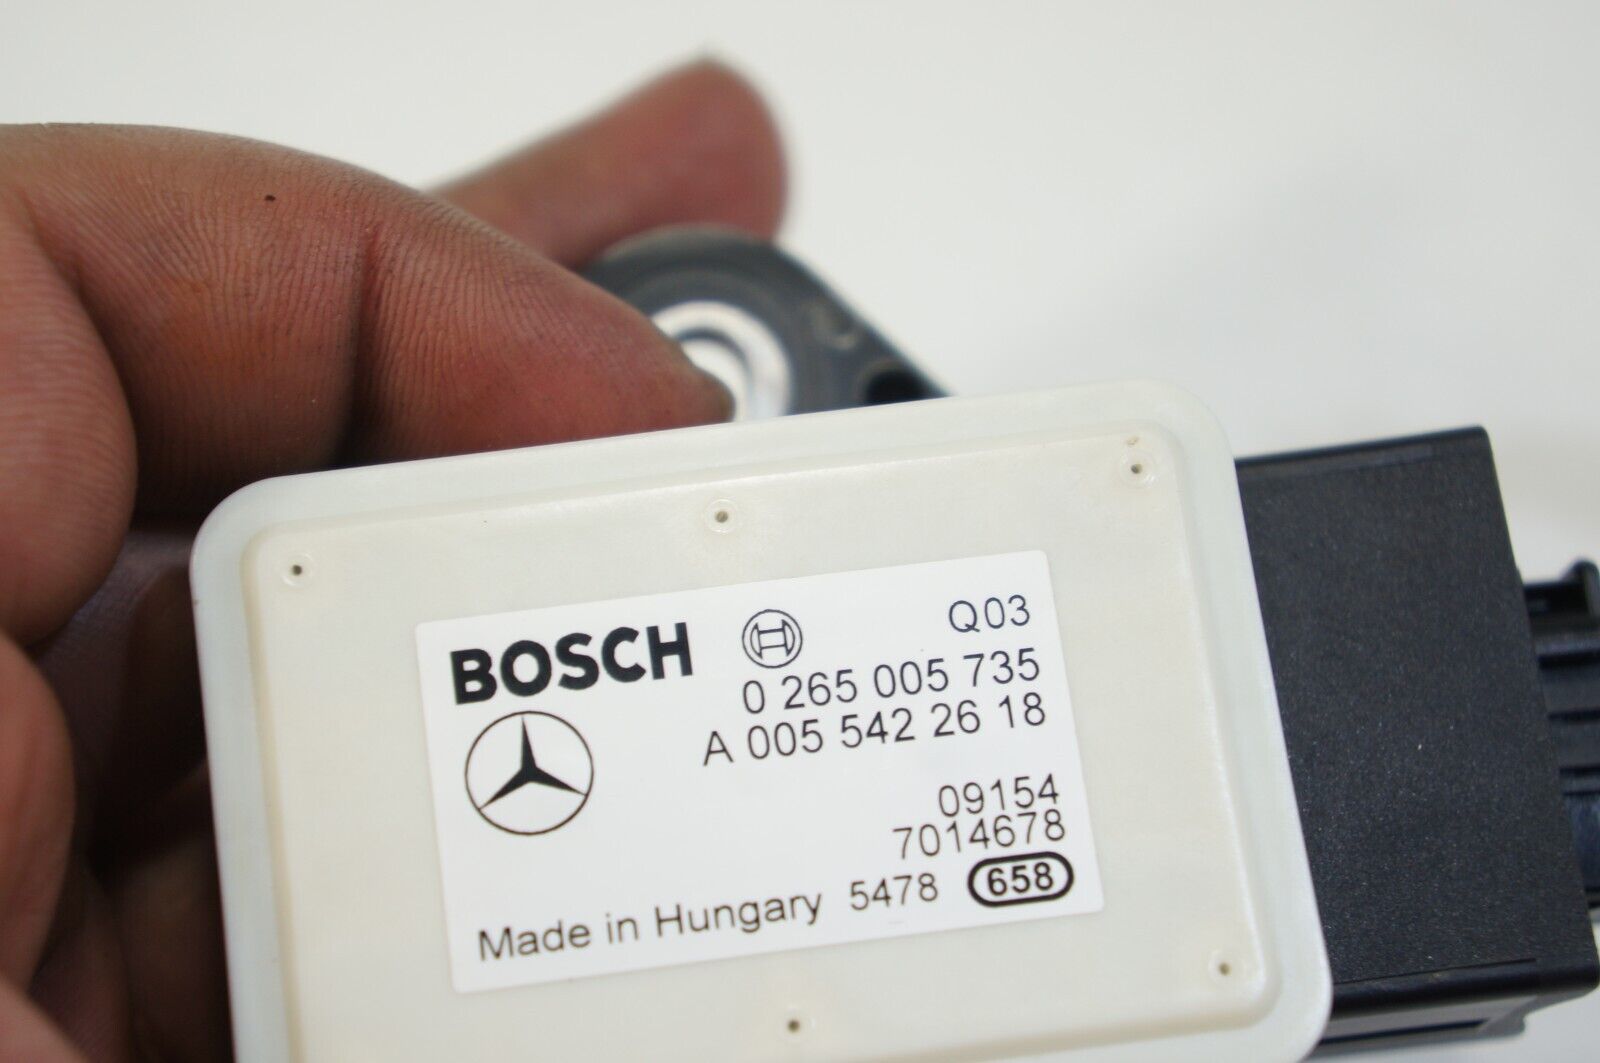 BOSCH
Q03
0 265 005 735
A 005 542 26 18
09154
7014678
Made in Hungary 5478 658